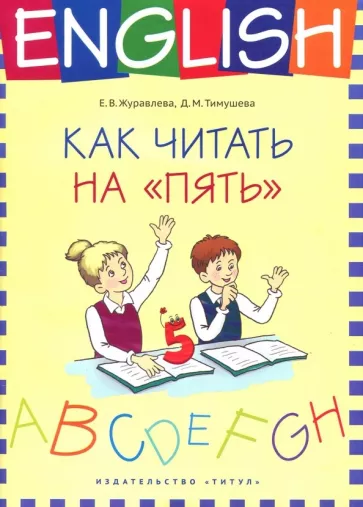 ENGLISH
Е. В. Журавлева, Д. М. Тимушева
КАК ЧИТАТЬ
НА «ПЯТЬ»
5
ABCDEFGH
ИЗДАТЕЛЬСТВО «ТИТУЛ»